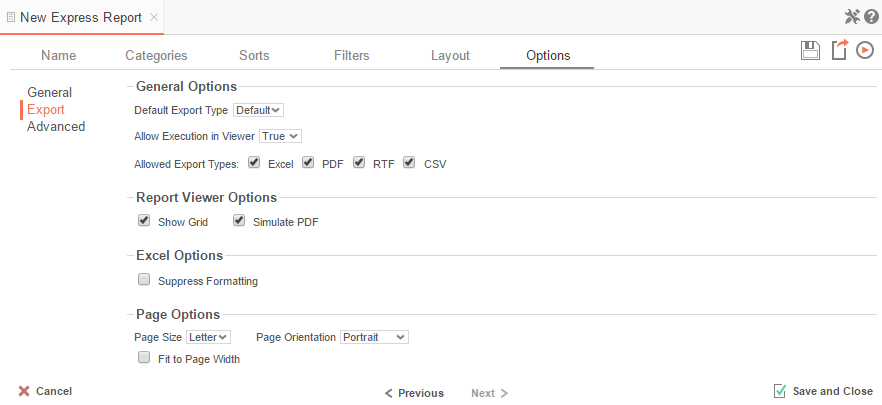 New Express Report
Name Categories Sorts Filters Layout Options
General
Export
Advanced
General Options
Default Export Type Default
Allow Execution in Viewer True
Allowed Export Types: Excel PDF RTF CSV
Report Viewer Options
Show Grid Simulate PDF
Excel Options
Suppress Formatting
Page Options
Page Size Letter Page Orientation Portrait
Fit to Page Width
Cancel Previous Next Save and Close